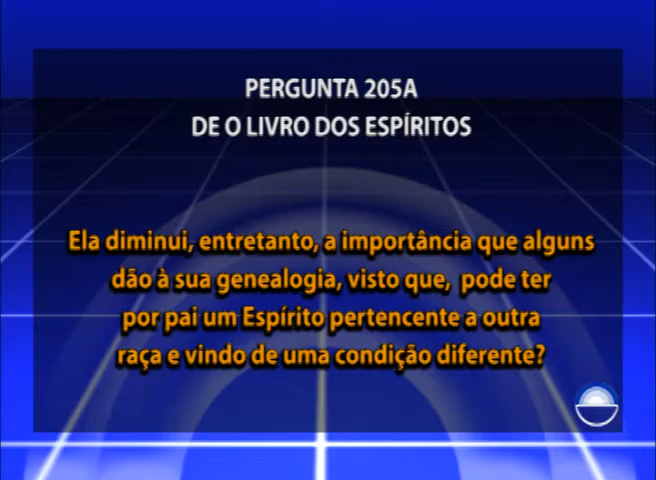 PERGUNTA 205A
DE O LIVRO DOS ESPÍRITOS
Ela diminui, entretanto, a importância que alguns
dão à sua genealogia, visto que, pode ter
por pai um Espírito pertencente a outra
raça e vindo de uma condição diferente?